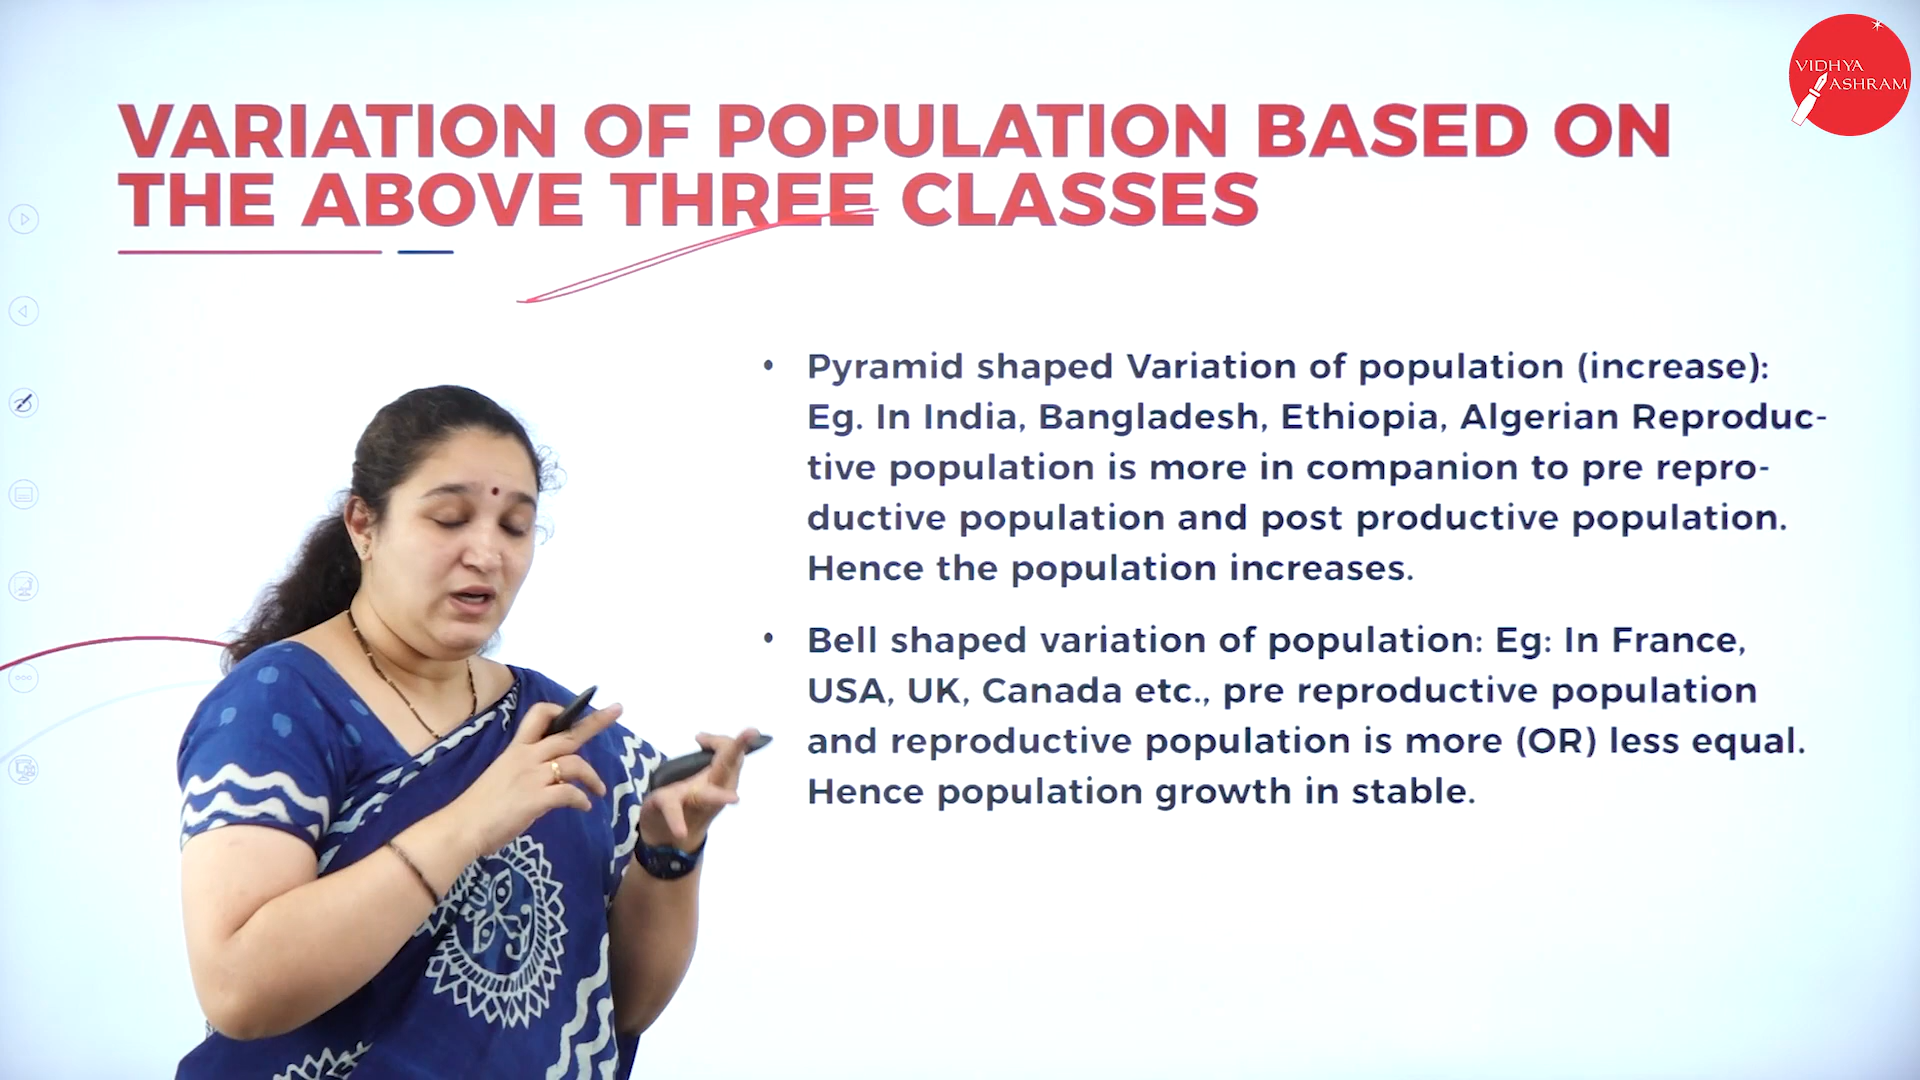 VIDHYA
ASHRAM
VARIATION OF POPULATION BASED ON
THE ABOVE THREE CLASSES
• Pyramid shaped Variation of population (increase):
Eg. In India, Bangladesh, Ethiopia, Algerian Reproduc-
tive population is more in companion to pre repro-
ductive population and post productive population.
Hence the population increases.
• Bell shaped variation of population: Eg: In France,
USA, UK, Canada etc., pre reproductive population
and reproductive population is more (OR) less equal.
Hence population growth in stable.